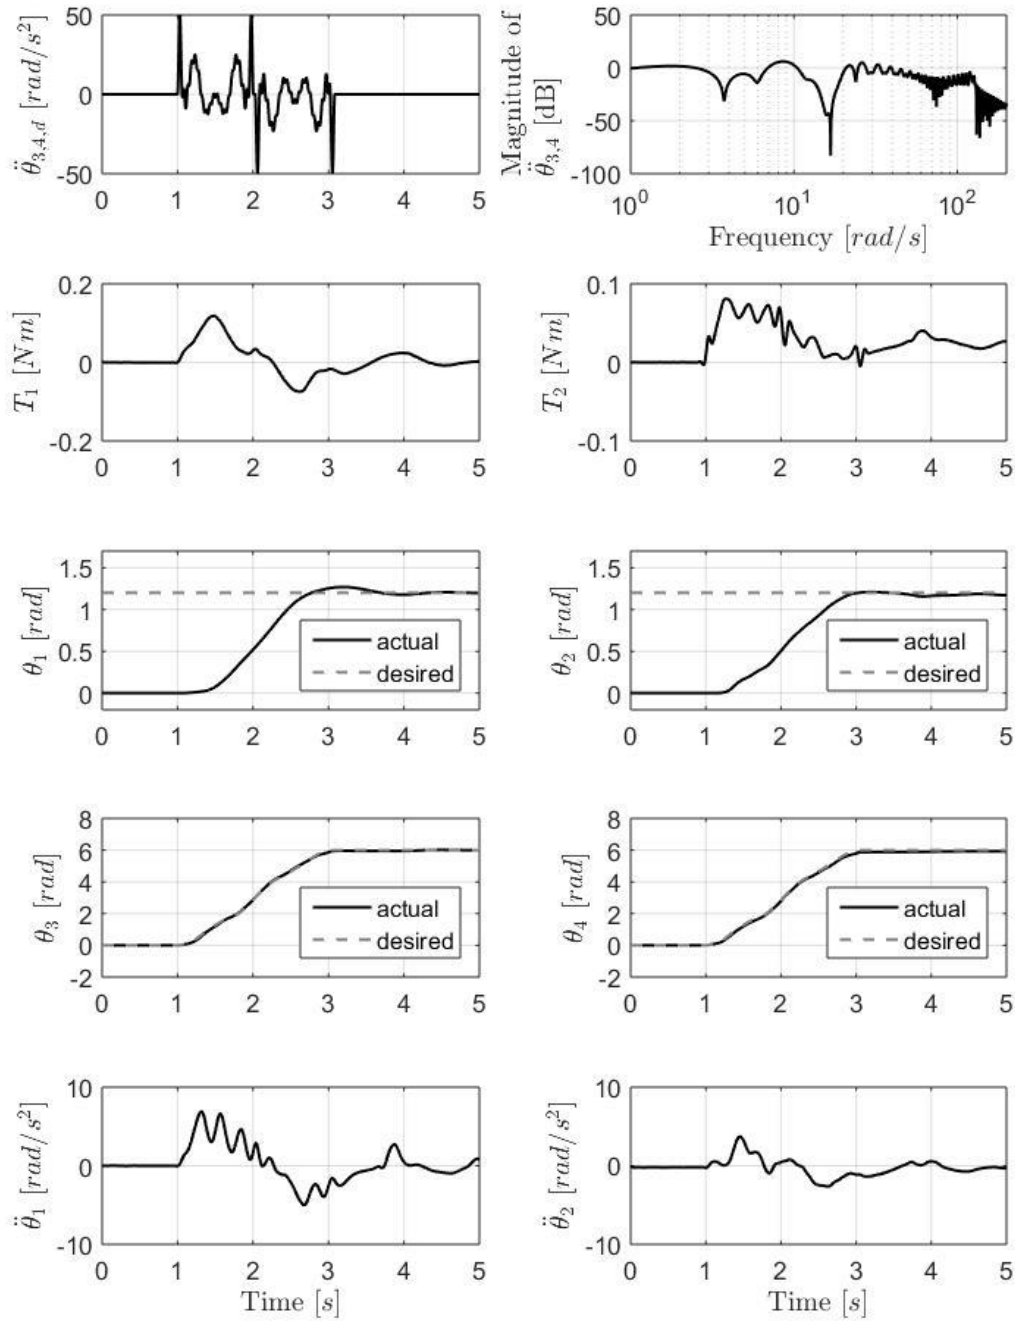 θ̈₃,₄,d [rad/s²]
50
0
-50
0 1 2 3 4 5
Magnitude of
θ̈₃,₄ [dB]
50
0
-50
-100
10⁰ 10¹ 10²
Frequency [rad/s]
T₁ [Nm]
0.2
0
-0.2
0 1 2 3 4 5
T₂ [Nm]
0.1
0
-0.1
0 1 2 3 4 5
θ₁ [rad]
1.5
1
0.5
0
actual
desired
0 1 2 3 4 5
θ₂ [rad]
1.5
1
0.5
0
actual
desired
0 1 2 3 4 5
θ₃ [rad]
8
6
4
2
0
-2
actual
desired
0 1 2 3 4 5
θ₄ [rad]
8
6
4
2
0
-2
actual
desired
0 1 2 3 4 5
θ̈₁ [rad/s²]
10
0
-10
0 1 2 3 4 5
Time [s]
θ̈₂ [rad/s²]
10
0
-10
0 1 2 3 4 5
Time [s]